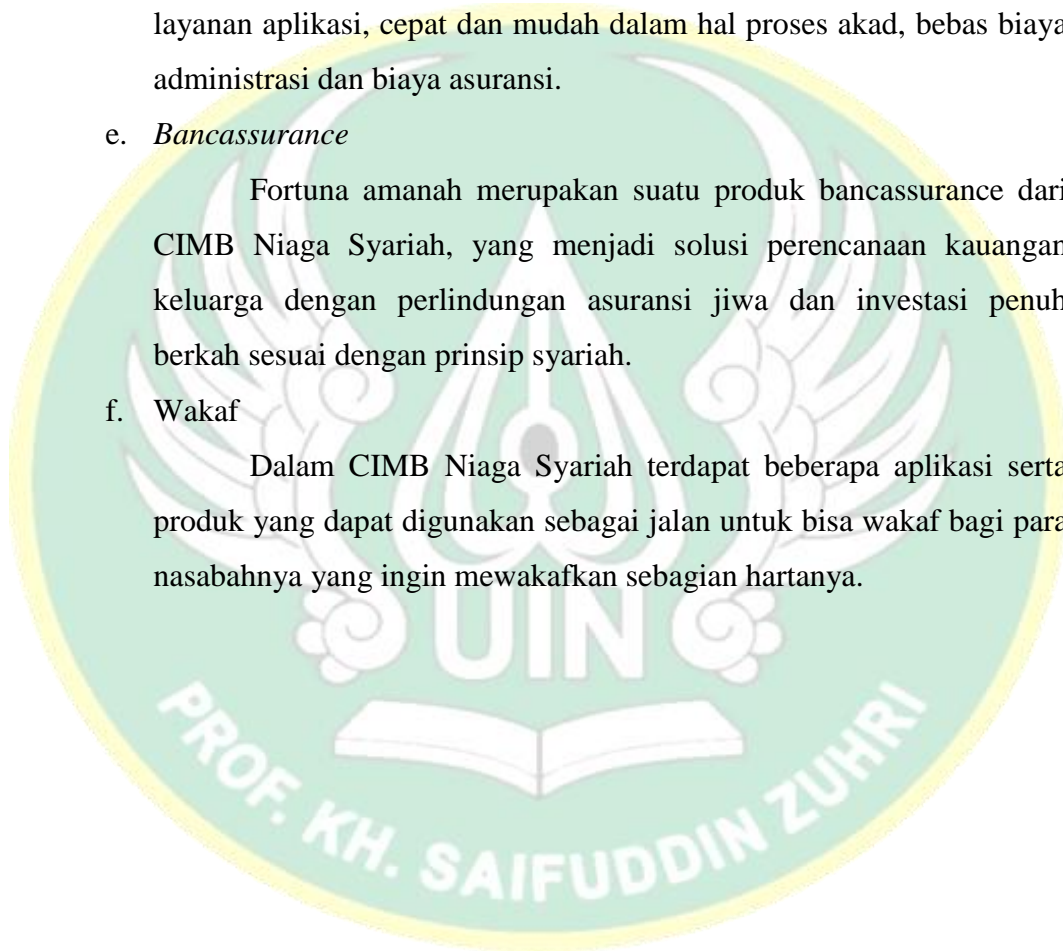 layanan aplikasi, cepat dan mudah dalam hal proses akad, bebas biaya
administrasi dan biaya asuransi.
e. Bancassurance
Fortuna amanah merupakan suatu produk bancassurance dari
CIMB Niaga Syariah, yang menjadi solusi perencanaan kauangan
keluarga dengan perlindungan asuransi jiwa dan investasi penuh
berkah sesuai dengan prinsip syariah.
f. Wakaf
Dalam CIMB Niaga Syariah terdapat beberapa aplikasi serta
produk yang dapat digunakan sebagai jalan untuk bisa wakaf bagi para
nasabahnya yang ingin mewakafkan sebagian hartanya.
UIN
PROF. KH. SAIFUDDIN ZUHRI